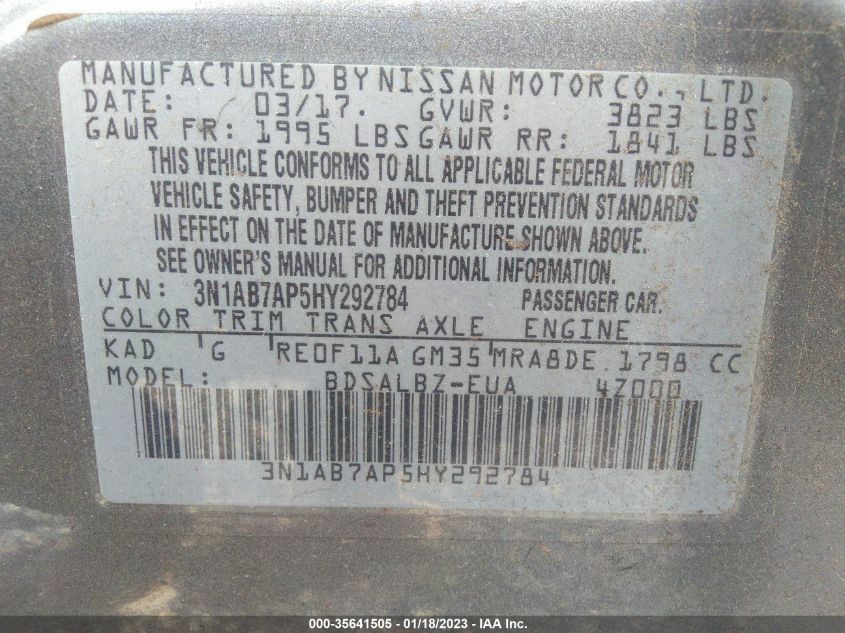 MANUFACTURED BY NISSAN MOTOR CO., LTD.
DATE: 03/17. GVWR: 3823 LBS
GAWR FR: 1995 LBS GAWR RR: 1841 LBS
THIS VEHICLE CONFORMS TO ALL APPLICABLE FEDERAL MOTOR
VEHICLE SAFETY, BUMPER AND THEFT PREVENTION STANDARDS
IN EFFECT ON THE DATE OF MANUFACTURE SHOWN ABOVE.
SEE OWNER'S MANUAL FOR ADDITIONAL INFORMATION.
VIN: 3N1AB7AP5HY292784 PASSENGER CAR.
COLOR TRIM TRANS AXLE ENGINE
KAD G RE0F11A GM35 MRA8DE 1798 CC
MODEL: BDSALBZ-EUA 4Z000
3N1AB7AP5HY292784
000-35641505 - 01/18/2023 - IAA Inc.